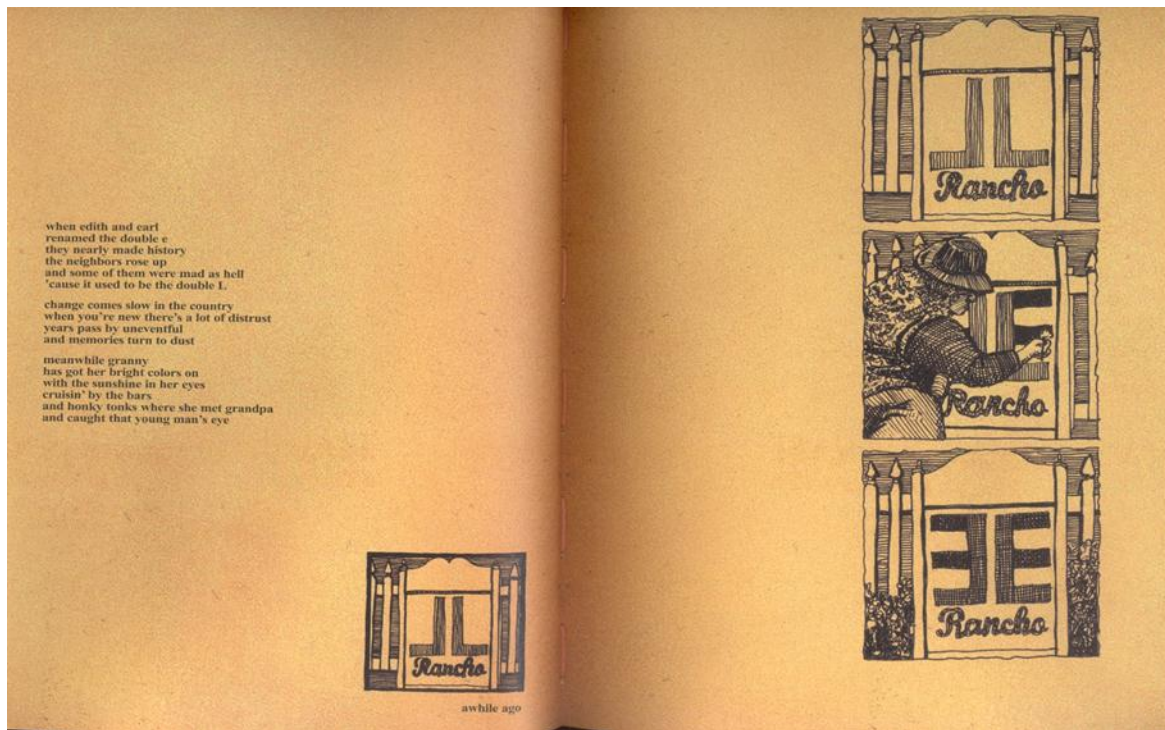 when edith and earl
renamed the double e
they nearly made history
the neighbors rose up
and some of them were mad as hell
'cause it used to be the double L
change comes slow in the country
when you're new there's a lot of distrust
years pass by uneventful
and memories turn to dust
meanwhile granny
has got her bright colors on
with the sunshine in her eyes
cruisin' by the bars
and honky tonks where she met grandpa
and caught that young man's eye
⅃L
Rancho
awhile ago
⅃L
Rancho
E
Rancho
ƎE
Rancho